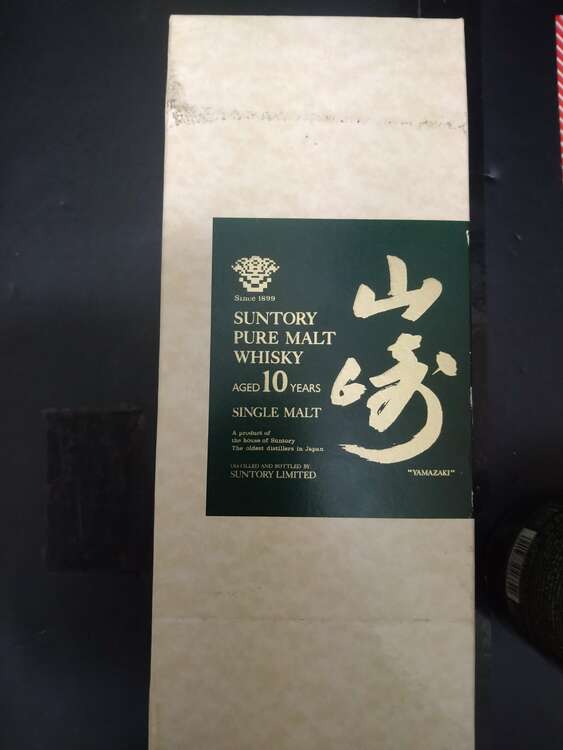 Since 1899
SUNTORY
PURE MALT
WHISKY
AGED 10 YEARS
SINGLE MALT
A product of
the house of Suntory
The oldest distillers in Japan
DISTILLED AND BOTTLED BY:
SUNTORY LIMITED
山崎
"YAMAZAKI"